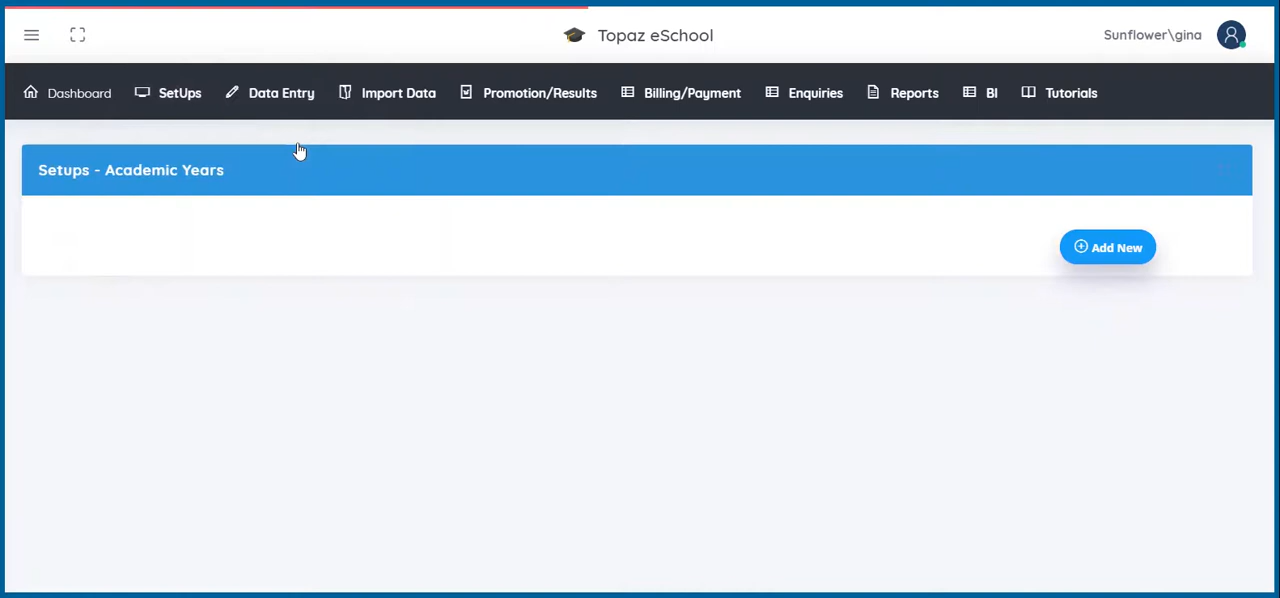 Topaz eSchool
Sunflower\gina
Dashboard SetUps Data Entry Import Data Promotion/Results Billing/Payment Enquiries Reports BI Tutorials
Setups - Academic Years
Add New